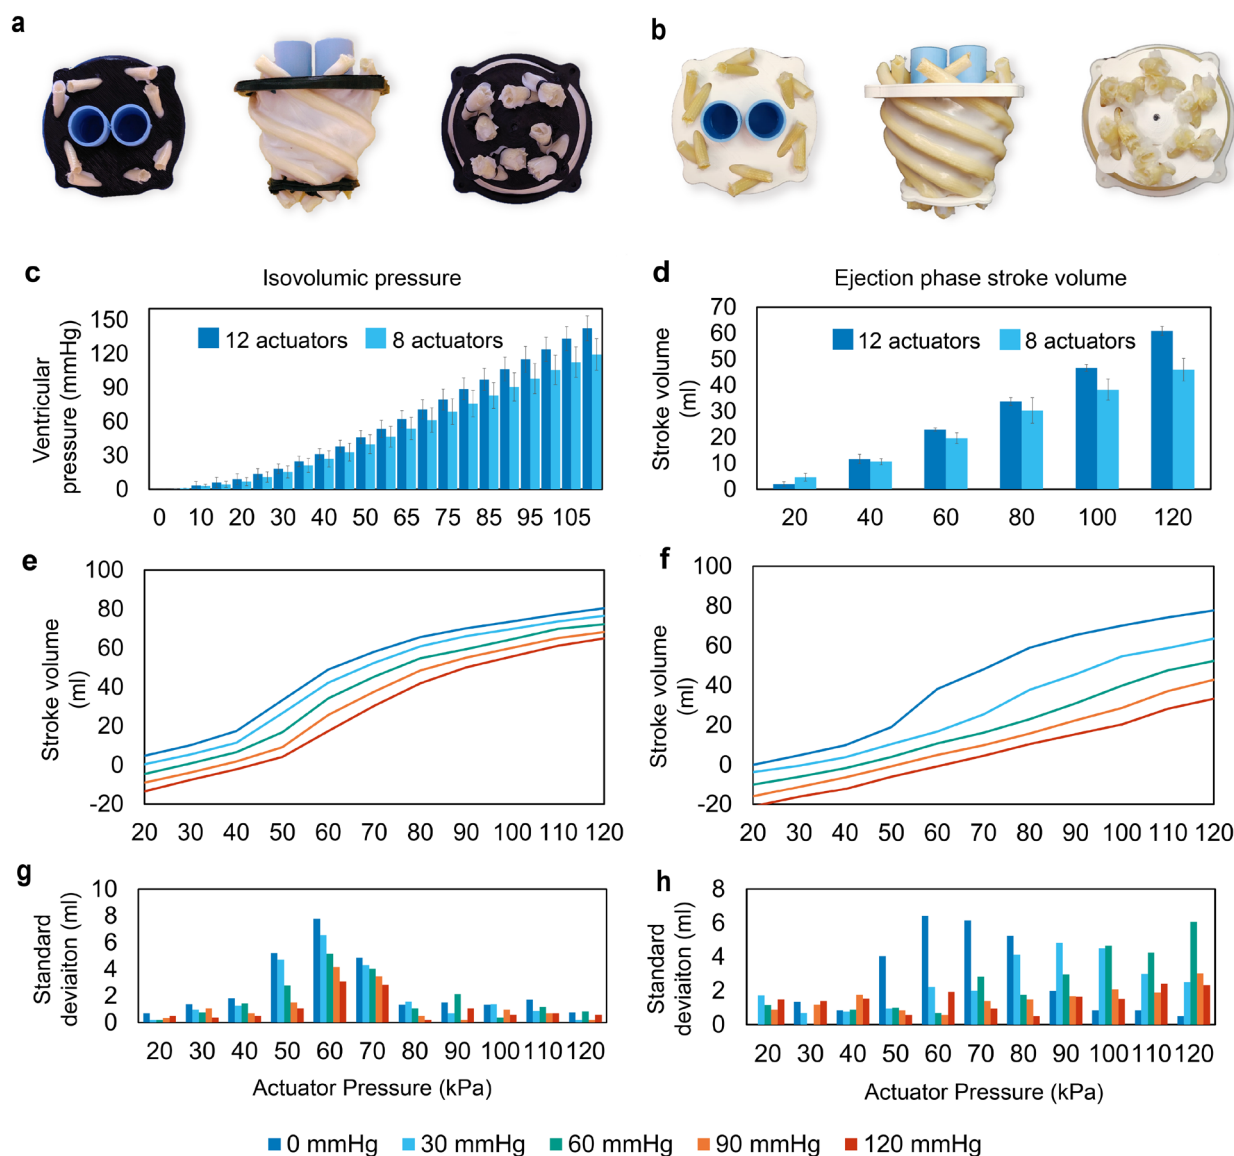 a
b
c
Isovolumic pressure
Ventricular
pressure (mmHg)
150
120
90
60
30
0
12 actuators
8 actuators
0 10 20 30 40 50 65 75 85 95 105
d
Ejection phase stroke volume
Stroke volume
(ml)
70
60
50
40
30
20
10
0
12 actuators
8 actuators
20 40 60 80 100 120
e
Stroke volume
(ml)
100
80
60
40
20
0
-20
20 30 40 50 60 70 80 90 100 110 120
f
Stroke volume
(ml)
100
80
60
40
20
0
-20
20 30 40 50 60 70 80 90 100 110 120
g
Standard
deviaiton (ml)
10
8
6
4
2
0
20 30 40 50 60 70 80 90 100 110 120
Actuator Pressure (kPa)
h
Standard
deviaiton (ml)
8
6
4
2
0
20 30 40 50 60 70 80 90 100 110 120
Actuator Pressure (kPa)
0 mmHg 30 mmHg 60 mmHg 90 mmHg 120 mmHg